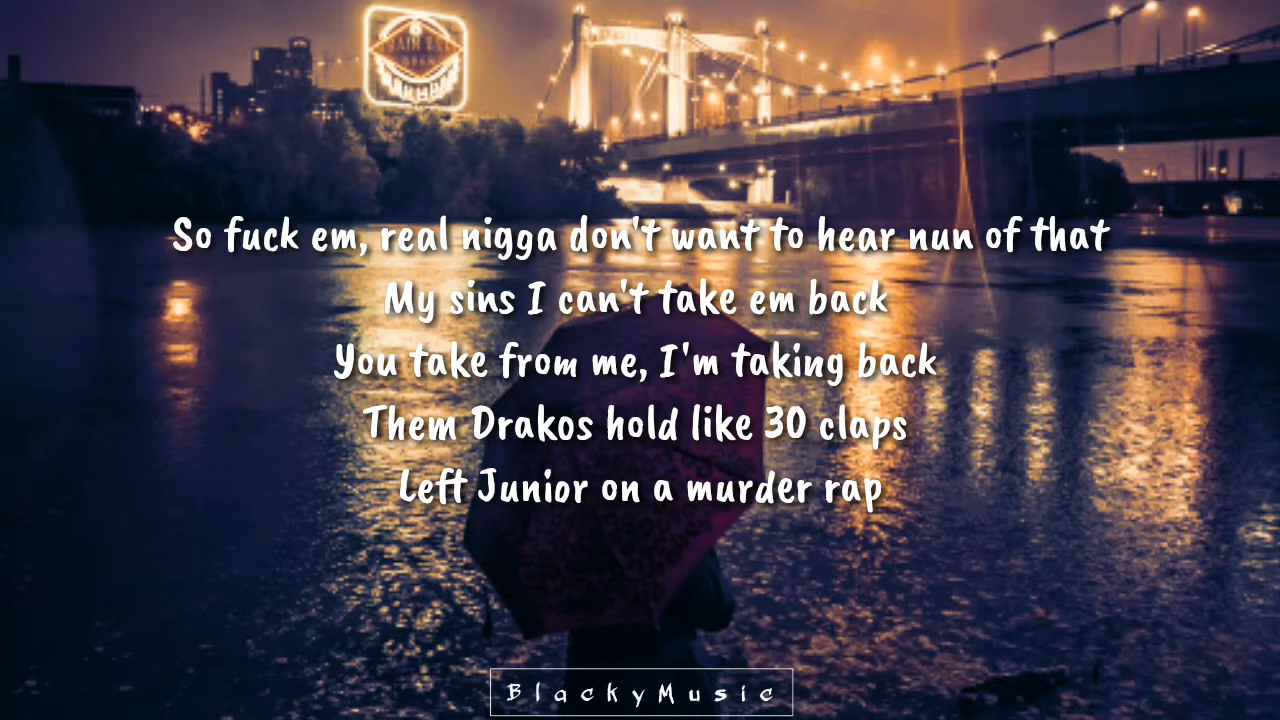 So fuck em, real nigga don't want to hear nun of that
My sins I can't take em back
You take from me, I'm taking back
Them Drakos hold like 30 claps
Left Junior on a murder rap
BlackyMusic